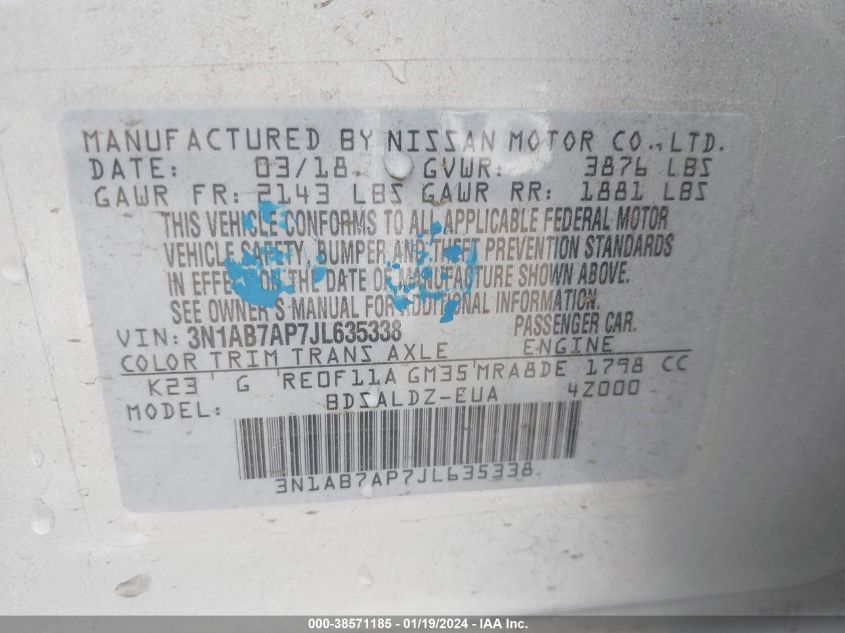 MANUFACTURED BY NISSAN MOTOR CO., LTD.
DATE: 03/18 GVWR: 3876 LBS
GAWR FR: 2143 LBS GAWR RR: 1881 LBS
THIS VEHICLE CONFORMS TO ALL APPLICABLE FEDERAL MOTOR
VEHICLE SAFETY, BUMPER AND THEFT PREVENTION STANDARDS
IN EFFECT ON THE DATE OF MANUFACTURE SHOWN ABOVE.
SEE OWNER'S MANUAL FOR ADDITIONAL INFORMATION.
VIN: 3N1AB7AP7JL635338 PASSENGER CAR.
COLOR TRIM TRANS AXLE ENGINE
K23 G RE0F11A GM35 MRA8DE 1798 CC
MODEL: BDSALDZ-EUA 4Z000
3N1AB7AP7JL635338
000-38571185 - 01/19/2024 - IAA Inc.